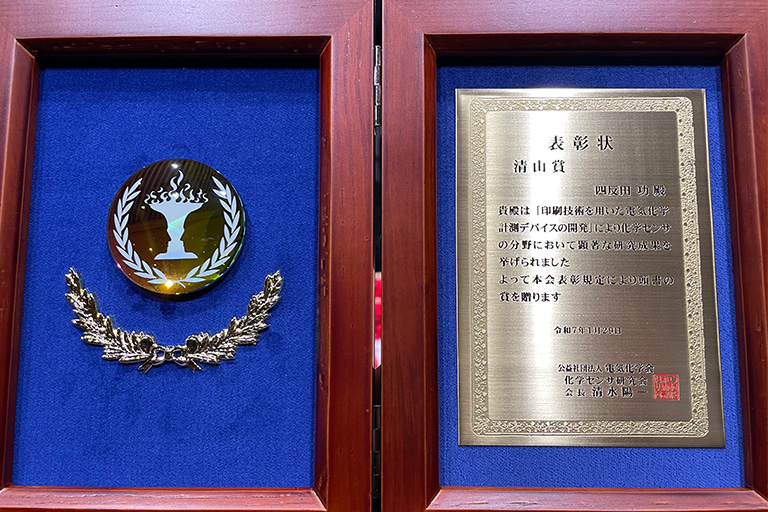 表彰状
清山賞
四反田 功 殿
貴殿は「印刷技術を用いた電気化学
計測デバイスの開発」により化学センサ
の分野において顕著な研究成果を
挙げられました
よって本会表彰規定により頭書の
賞を贈ります
令和7年1月29日
公益社団法人 電気化学会
化学センサ研究会
会長 清水陽一